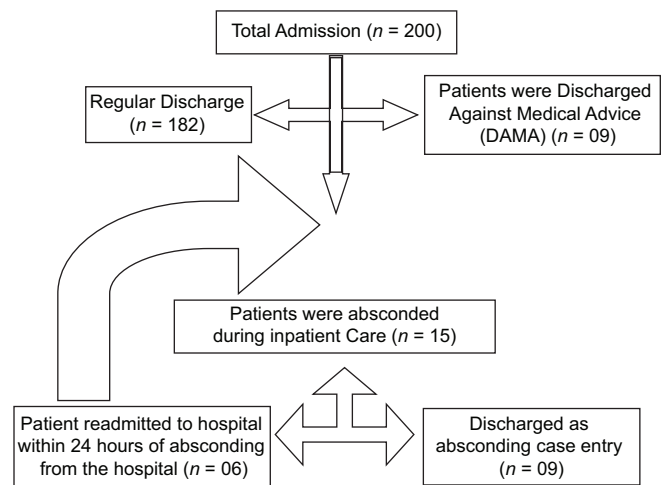 Total Admission (n = 200)
Regular Discharge
(n = 182)
Patients were Discharged
Against Medical Advice
(DAMA) (n = 09)
Patients were absconded
during inpatient Care (n = 15)
Patient readmitted to hospital
within 24 hours of absconding
from the hospital (n = 06)
Discharged as
absconding case entry
(n = 09)